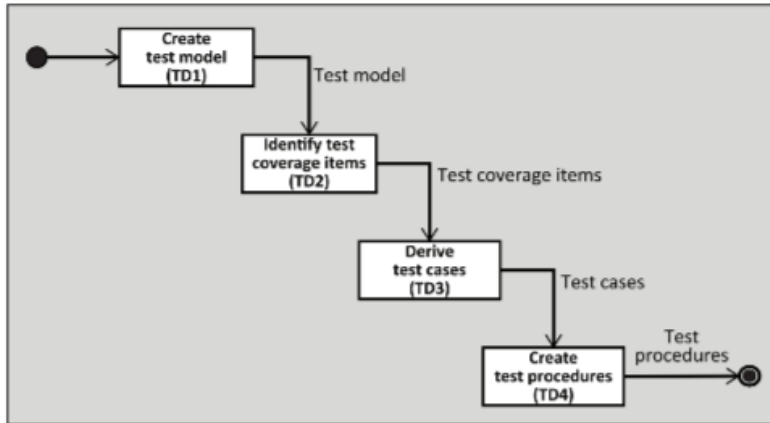 Create
test model
(TD1)
Test model
Identify test
coverage items
(TD2)
Test coverage items
Derive
test cases
(TD3)
Test cases
Create
test procedures
(TD4)
Test
procedures